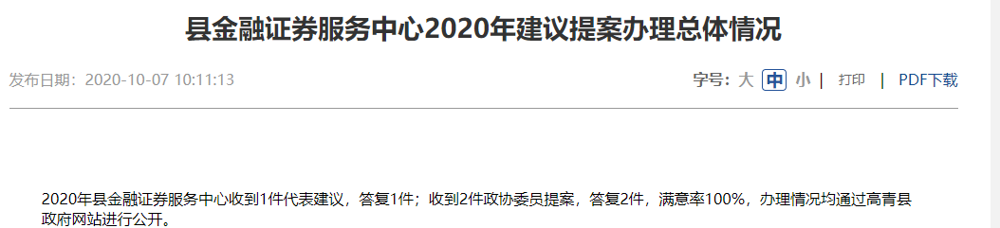 县金融证券服务中心2020年建议提案办理总体情况
发布日期：2020-10-07 10:11:13 字号：大 中 小 | 打印 | PDF下载
2020年县金融证券服务中心收到1件代表建议，答复1件；收到2件政协委员提案，答复2件，满意率100%，办理情况均通过高青县
政府网站进行公开。